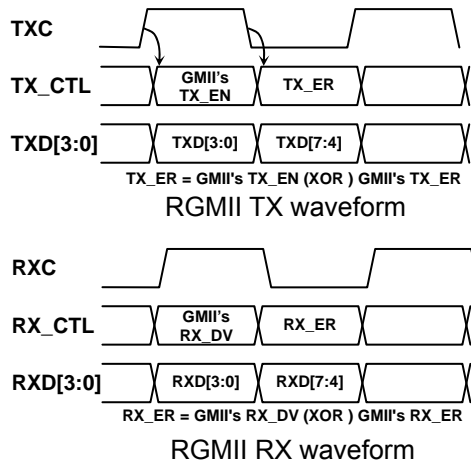 TXC
TX_CTL
GMII's
TX_EN
TX_ER
TXD[3:0]
TXD[3:0]
TXD[7:4]
TX_ER = GMII's TX_EN (XOR ) GMII's TX_ER
RGMII TX waveform
RXC
RX_CTL
GMII's
RX_DV
RX_ER
RXD[3:0]
RXD[3:0]
RXD[7:4]
RX_ER = GMII's RX_DV (XOR ) GMII's RX_ER
RGMII RX waveform